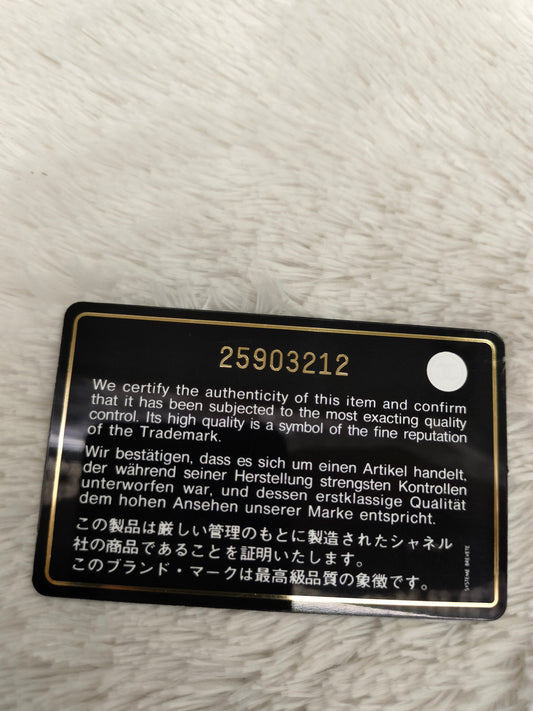 25903212
We certify the authenticity of this item and confirm
that it has been subjected to the most exacting quality
control. Its high quality is a symbol of the fine reputation
of the Trademark.
Wir bestätigen, dass es sich um einen Artikel handelt,
der während seiner Herstellung strengsten Kontrollen
unterworfen war, und dessen erstklassige Qualität
dem hohen Ansehen unserer Marke entspricht.
この製品は厳しい管理のもとに製造されたシャネル
社の商品であることを証明いたします。
このブランド・マークは最高級品質の象徴です。
SYSTEME BREVETE